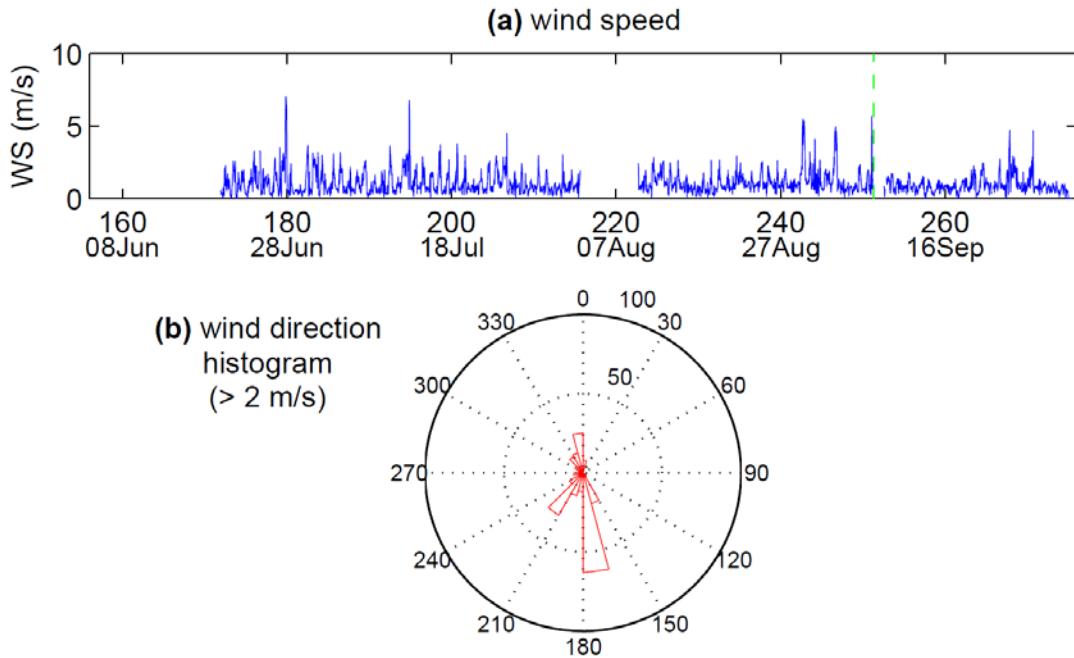 (a) wind speed
WS (m/s)
10
5
0
160 180 200 220 240 260
08Jun 28Jun 18Jul 07Aug 27Aug 16Sep
(b) wind direction
histogram
(> 2 m/s)
0 100
330 30
50
300 60
270 90
240 120
210 150
180